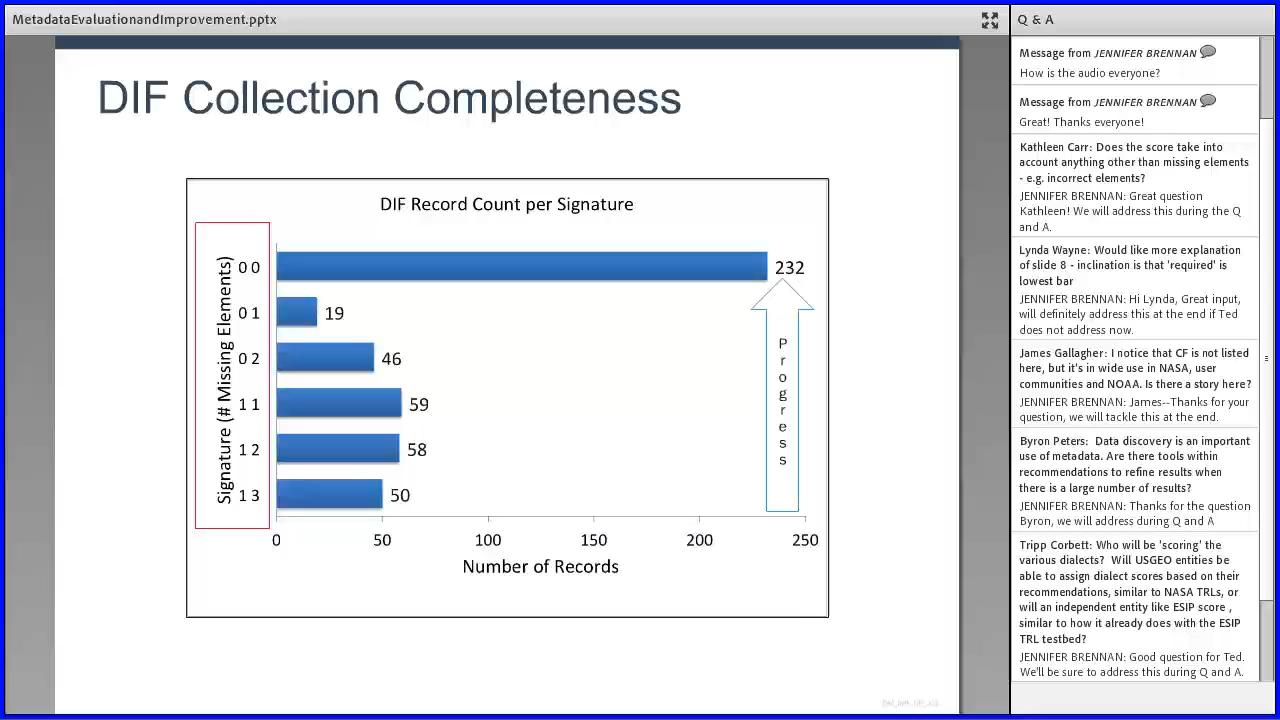 MetadataEvaluationandImprovement.pptx
DIF Collection Completeness
DIF Record Count per Signature
Signature (# Missing Elements)
0 0
232
0 1
19
0 2
46
1 1
59
1 2
58
1 3
50
Progress
0
50
100
150
200
250
Number of Records
Q & A
Message from JENNIFER BRENNAN
How is the audio everyone?
Message from JENNIFER BRENNAN
Great! Thanks everyone!
Kathleen Carr: Does the score take into
account anything other than missing elements
- e.g. incorrect elements?
JENNIFER BRENNAN: Great question
Kathleen! We will address this during the Q
and A.
Lynda Wayne: Would like more explanation
of slide 8 - inclination is that 'required' is
lowest bar
JENNIFER BRENNAN: Hi Lynda, Great input,
will definitely address this at the end if Ted
does not address now.
James Gallagher: I notice that CF is not listed
here, but it's in wide use in NASA, user
communities and NOAA. Is there a story here?
JENNIFER BRENNAN: James--Thanks for your
question, we will tackle this at the end.
Byron Peters:  Data discovery is an important
use of metadata. Are there tools within
recommendations to refine results when
there is a large number of results?
JENNIFER BRENNAN: Thanks for the question
Byron, we will address during Q and A
Tripp Corbett: Who will be 'scoring' the
various dialects?  Will USGEO entities be
able to assign dialect scores based on their
recommendations, similar to NASA TRLs, or
will an independent entity like ESIP score ,
similar to how it already does with the ESIP
TRL testbed?
JENNIFER BRENNAN: Good question for Ted.
We'll be sure to address this during Q and A.